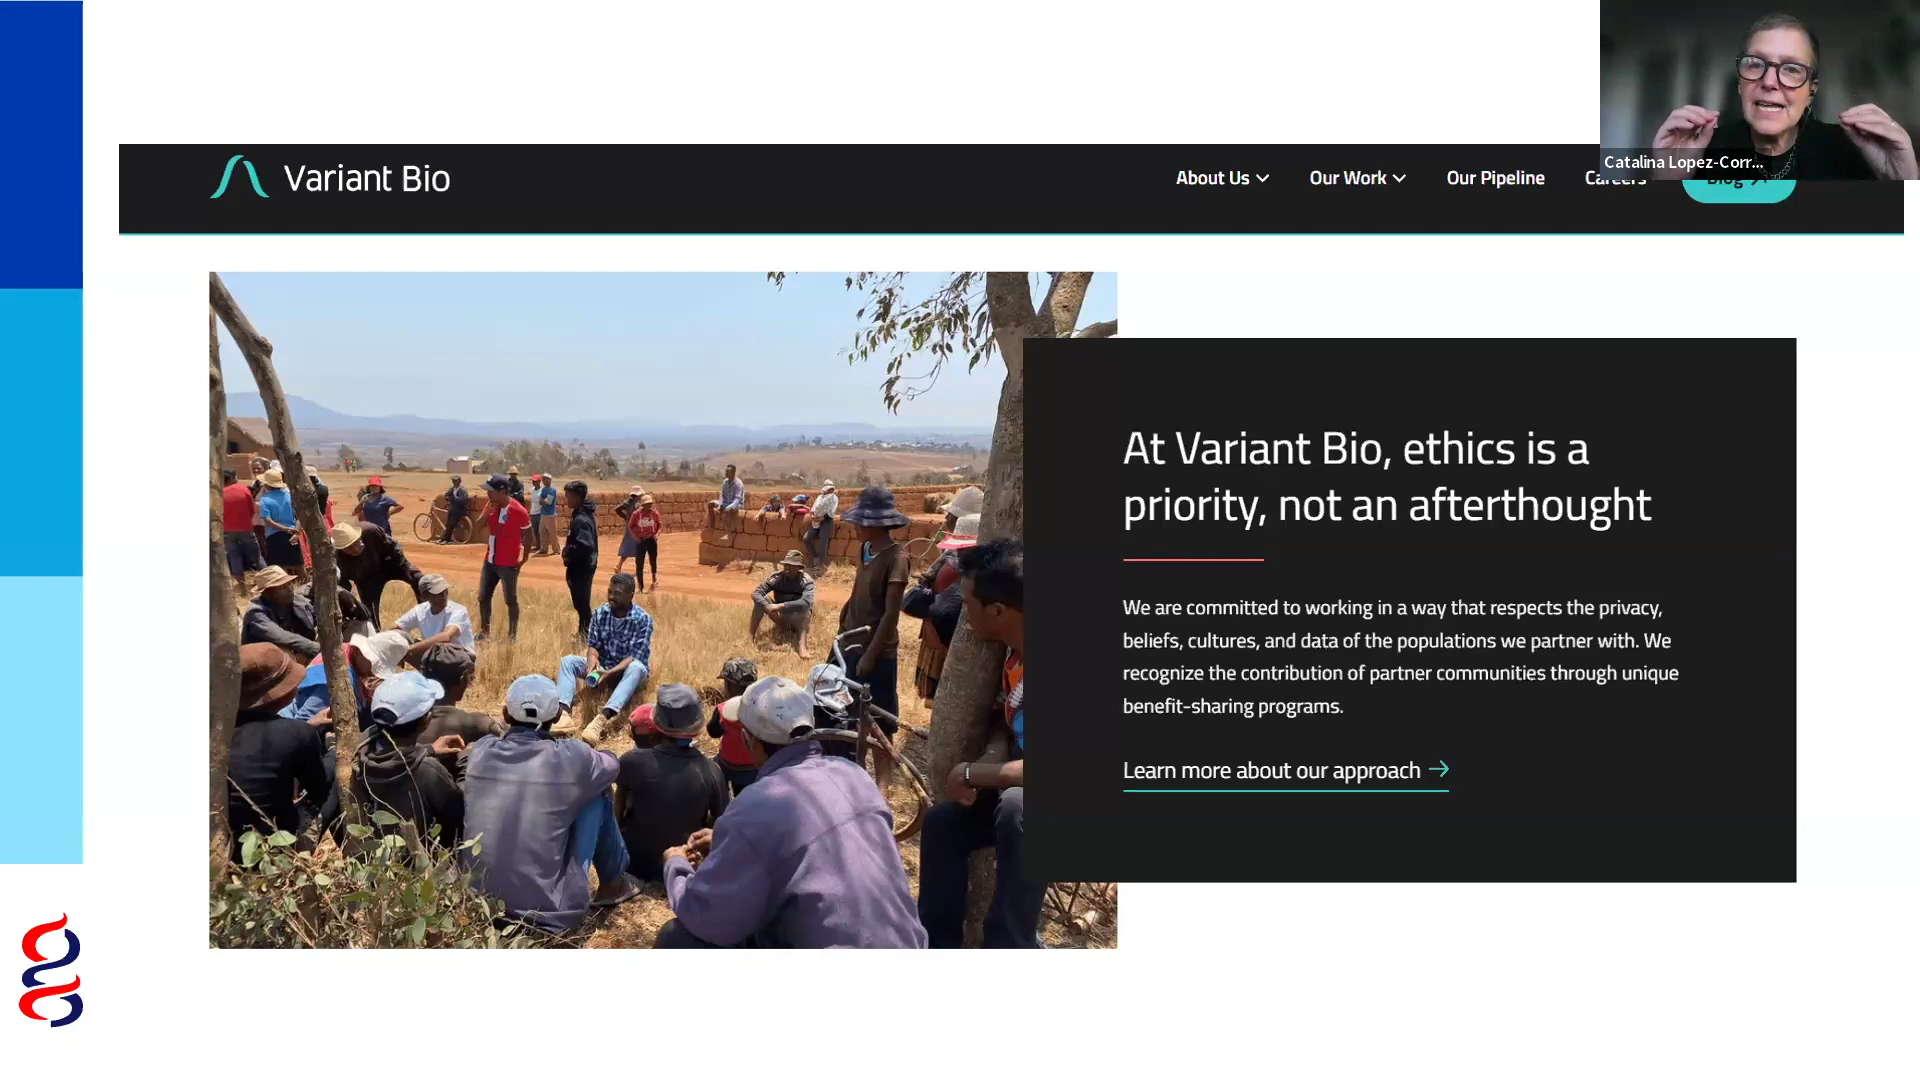 Catalina Lopez-Corr...
Variant Bio
About Us
Our Work
Our Pipeline
Careers
Blog
At Variant Bio, ethics is a
priority, not an afterthought
We are committed to working in a way that respects the privacy,
beliefs, cultures, and data of the populations we partner with. We
recognize the contribution of partner communities through unique
benefit-sharing programs.
Learn more about our approach